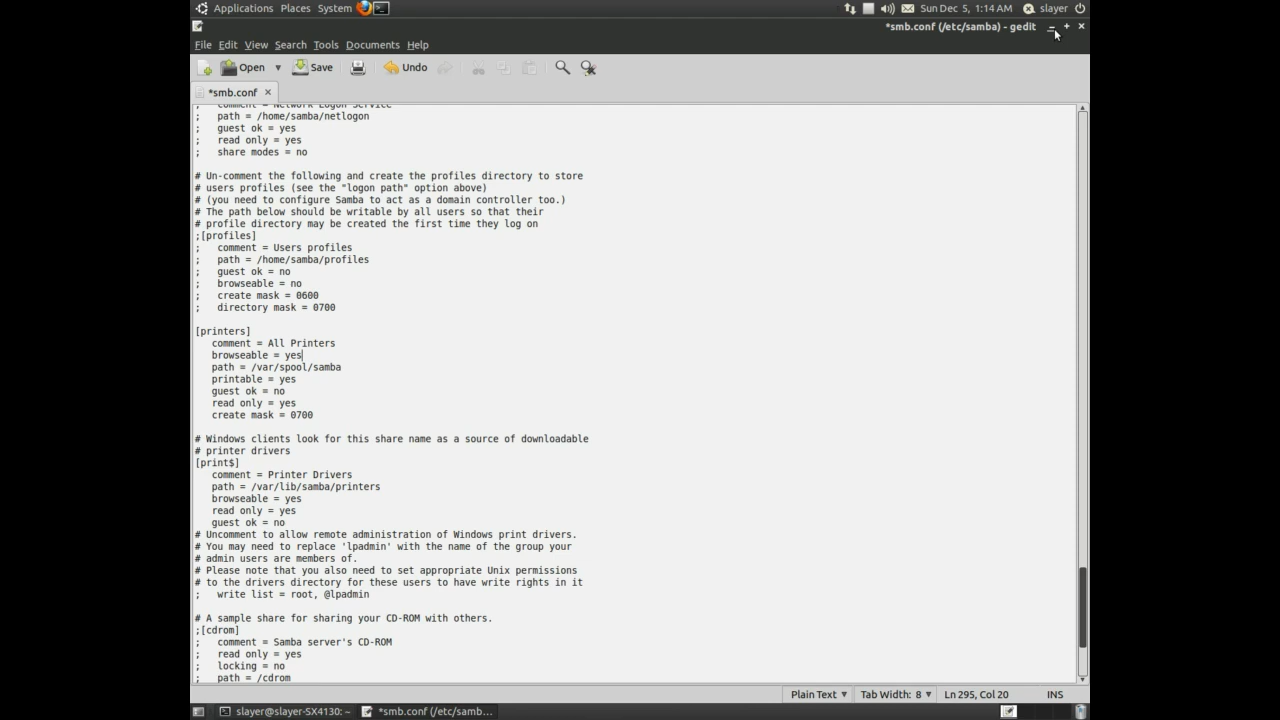 Applications Places System Sun Dec 5, 1:14 AM slayer
*smb.conf (/etc/samba) - gedit
File Edit View Search Tools Documents Help
Open Save Undo
*smb.conf
;   comment = Network Logon Service
;   path = /home/samba/netlogon
;   guest ok = yes
;   read only = yes
;   share modes = no
# Un-comment the following and create the profiles directory to store
# users profiles (see the "logon path" option above)
# (you need to configure Samba to act as a domain controller too.)
# The path below should be writable by all users so that their
# profile directory may be created the first time they log on
;[profiles]
;   comment = Users profiles
;   path = /home/samba/profiles
;   guest ok = no
;   browseable = no
;   create mask = 0600
;   directory mask = 0700
[printers]
   comment = All Printers
   browseable = yes
   path = /var/spool/samba
   printable = yes
   guest ok = no
   read only = yes
   create mask = 0700
# Windows clients look for this share name as a source of downloadable
# printer drivers
[print$]
   comment = Printer Drivers
   path = /var/lib/samba/printers
   browseable = yes
   read only = yes
   guest ok = no
# Uncomment to allow remote administration of Windows print drivers.
# You may need to replace 'lpadmin' with the name of the group your
# admin users are members of.
# Please note that you also need to set appropriate Unix permissions
# to the drivers directory for these users to have write rights in it
;   write list = root, @lpadmin
# A sample share for sharing your CD-ROM with others.
;[cdrom]
;   comment = Samba server's CD-ROM
;   read only = yes
;   locking = no
;   path = /cdrom
Plain Text Tab Width: 8 Ln 295, Col 20 INS
slayer@slayer-SX4130: ~ *smb.conf (/etc/samb...